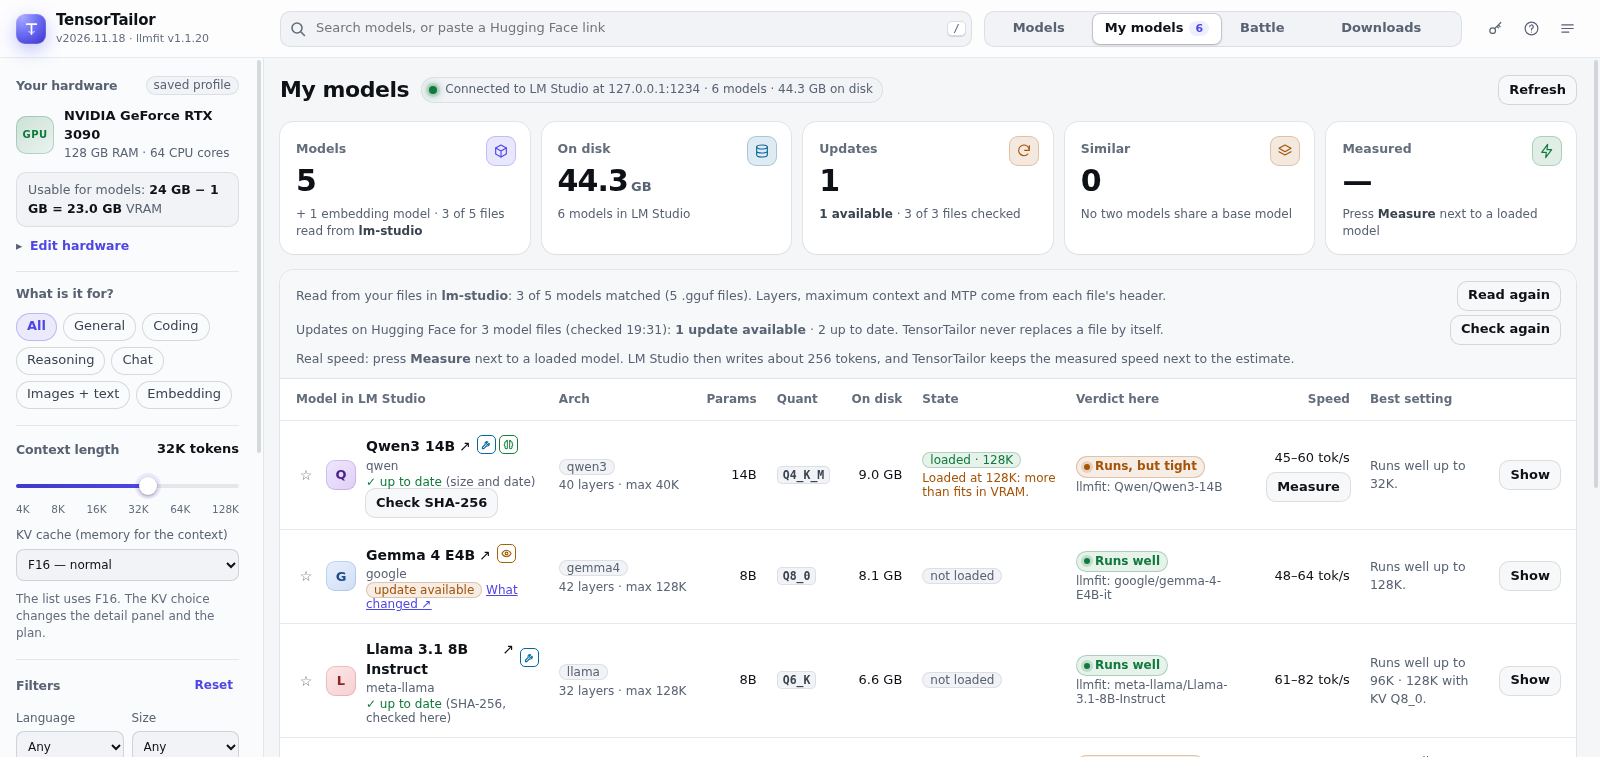 TensorTailor
v2026.11.18 · llmfit v1.1.20
Search models, or paste a Hugging Face link
/
Models
My models 6
Battle
Downloads
Your hardware
saved profile
GPU
NVIDIA GeForce RTX
3090
128 GB RAM · 64 CPU cores
Usable for models: 24 GB − 1
GB = 23.0 GB VRAM
▸ Edit hardware
What is it for?
All
General
Coding
Reasoning
Chat
Images + text
Embedding
Context length
32K tokens
4K 8K 16K 32K 64K 128K
KV cache (memory for the context)
F16 — normal
The list uses F16. The KV choice
changes the detail panel and the
plan.
Filters
Reset
Language
Size
Any
Any
My models
Connected to LM Studio at 127.0.0.1:1234 · 6 models · 44.3 GB on disk
Refresh
Models
5
+ 1 embedding model · 3 of 5 files
read from lm-studio
On disk
44.3 GB
6 models in LM Studio
Updates
1
1 available · 3 of 3 files checked
Similar
0
No two models share a base model
Measured
—
Press Measure next to a loaded
model
Read from your files in lm-studio: 3 of 5 models matched (5 .gguf files). Layers, maximum context and MTP come from each file's header.
Read again
Updates on Hugging Face for 3 model files (checked 19:31): 1 update available · 2 up to date. TensorTailor never replaces a file by itself.
Check again
Real speed: press Measure next to a loaded model. LM Studio then writes about 256 tokens, and TensorTailor keeps the measured speed next to the estimate.
Model in LM Studio
Arch
Params
Quant
On disk
State
Verdict here
Speed
Best setting
☆
Q
Qwen3 14B ↗
qwen
✓ up to date (size and date)
Check SHA-256
qwen3
40 layers · max 40K
14B
Q4_K_M
9.0 GB
loaded · 128K
Loaded at 128K: more
than fits in VRAM.
Runs, but tight
llmfit: Qwen/Qwen3-14B
45–60 tok/s
Measure
Runs well up to
32K.
Show
☆
G
Gemma 4 E4B ↗
google
update available What
changed ↗
gemma4
42 layers · max 128K
8B
Q8_0
8.1 GB
not loaded
Runs well
llmfit: google/gemma-4-
E4B-it
48–64 tok/s
Runs well up to
128K.
Show
☆
L
Llama 3.1 8B ↗
Instruct
meta-llama
✓ up to date (SHA-256,
checked here)
llama
32 layers · max 128K
8B
Q6_K
6.6 GB
not loaded
Runs well
llmfit: meta-llama/Llama-
3.1-8B-Instruct
61–82 tok/s
Runs well up to
96K · 128K with
KV Q8_0.
Show